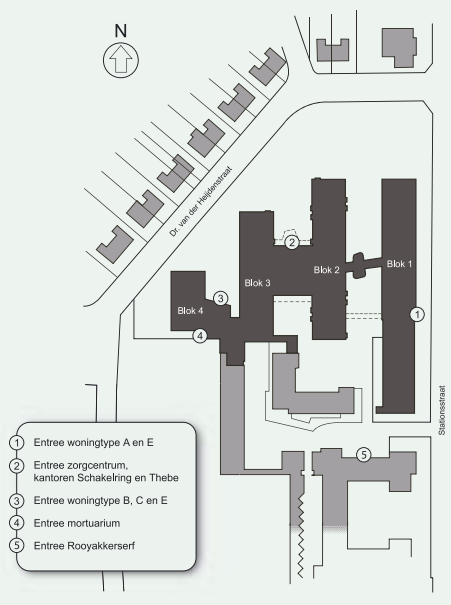 N
Dr. van der Heijdenstraat
2
Blok 1
Blok 2
Blok 3
3
Blok 4
1
4
Stationsstraat
5
1 Entree woningtype A en E
2 Entree zorgcentrum,
kantoren Schakelring en Thebe
3 Entree woningtype B, C en E
4 Entree mortuarium
5 Entree Rooyakkerserf